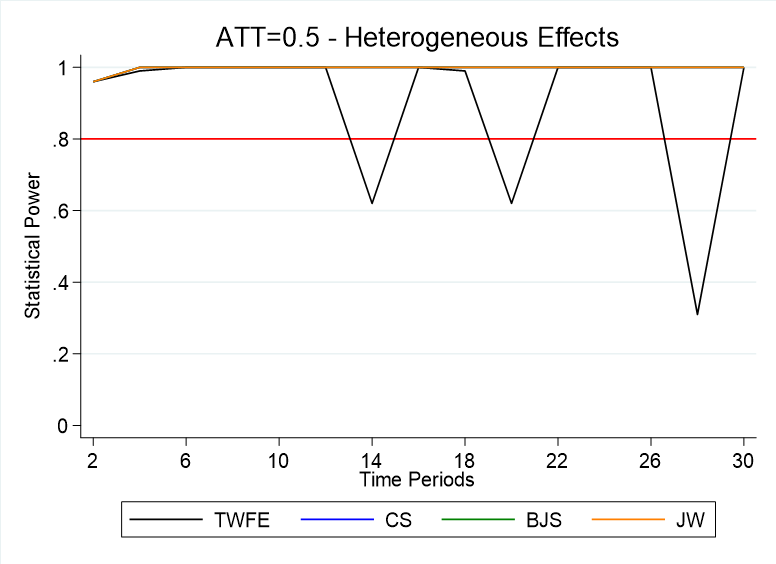 ATT=0.5 - Heterogeneous Effects
Statistical Power
1
.8
.6
.4
.2
0
2 6 10 14 18 22 26 30
Time Periods
TWFE CS BJS JW